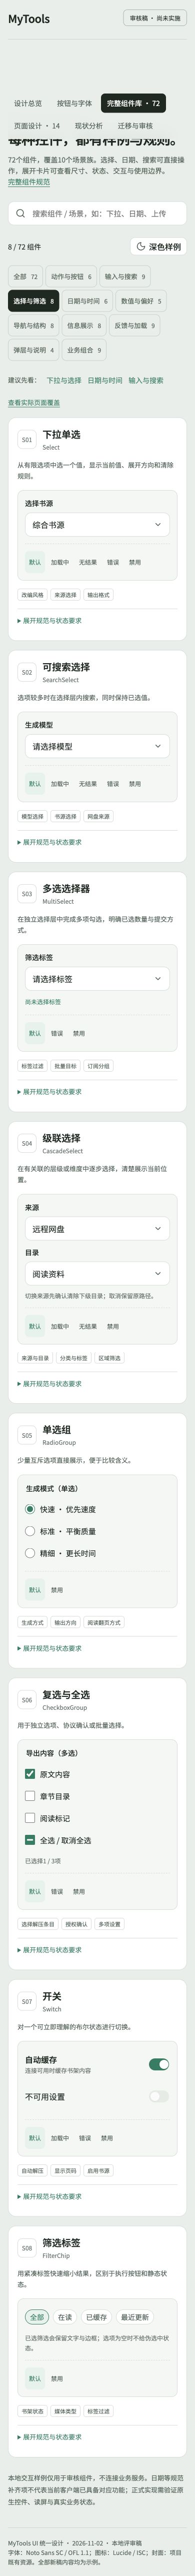 MyTools
审核稿 · 尚未实施
设计总览
按钮与字体
完整组件库 · 72
页面设计 · 14
现状分析
迁移与审核
每种控件，都有样例与规则。
72个组件，覆盖10个场景族。选择、日期、搜索可直接操作，展开卡片可查看尺寸、状态、交互与使用边界。
完整组件规范
搜索组件 / 场景，如：下拉、日期、上传
8 / 72 组件
深色样例
全部 72
动作与按钮 6
输入与搜索 9
选择与筛选 8
日期与时间 6
数值与偏好 5
导航与结构 8
信息展示 8
反馈与加载 9
弹层与说明 4
业务组合 9
建议先看：
下拉与选择
日期与时间
输入与搜索
查看实际页面覆盖
S01
下拉单选
Select
从有限选项中选一个值，显示当前值、展开方向和清除规则。
选择书源
综合书源
默认
加载中
无结果
错误
禁用
改编风格
来源选择
输出格式
展开规范与状态要求
S02
可搜索选择
SearchSelect
选项较多时在选择层内搜索，同时保持已选值。
生成模型
请选择模型
默认
加载中
无结果
错误
禁用
模型选择
书源选择
网盘来源
展开规范与状态要求
S03
多选选择器
MultiSelect
在独立选择层中完成多项勾选，明确已选数量与提交方式。
筛选标签
请选择标签
尚未选择标签
默认
错误
禁用
标签过滤
批量目标
订阅分组
展开规范与状态要求
S04
级联选择
CascadeSelect
在有关联的层级或维度中逐步选择，清楚展示当前位置。
来源
远程网盘
目录
阅读资料
切换来源先确认清除下级目录；取消保留原路径。
默认
加载中
无结果
禁用
来源与目录
分类与标签
区域筛选
展开规范与状态要求
S05
单选组
RadioGroup
少量互斥选项直接展示，便于比较含义。
生成模式（单选）
快速 · 优先速度
标准 · 平衡质量
精细 · 更长时间
默认
禁用
生成方式
输出方向
阅读翻页方式
展开规范与状态要求
S06
复选与全选
CheckboxGroup
用于独立选项、协议确认或批量选择。
导出内容（多选）
原文内容
章节目录
阅读标记
全选 / 取消全选
已选择1 / 3项
默认
错误
禁用
选择解压条目
授权确认
多项设置
展开规范与状态要求
S07
开关
Switch
对一个可立即理解的布尔状态进行切换。
自动缓存
连接可用时缓存书架内容
不可用设置
默认
加载中
错误
禁用
自动解压
显示页码
启用书源
展开规范与状态要求
S08
筛选标签
FilterChip
用紧凑标签快速缩小结果，区别于执行按钮和静态状态。
全部
在读
已缓存
最近更新
已选筛选会保留文字与边框；选项为空时不给伪选中状态。
默认
禁用
书架状态
媒体类型
标签过滤
展开规范与状态要求
本地交互样例仅用于审核组件，不连接业务服务。日期等规范补齐项不代表当前客户端已具备对应功能；正式实现需验证原生控件、读屏与真实业务状态。
MyTools UI 统一设计 · 2026-11-02 · 本地评审稿
字体：Noto Sans SC / OFL 1.1；图标：Lucide / ISC；封面：项目既有资源。全部新稿内容均为示例。